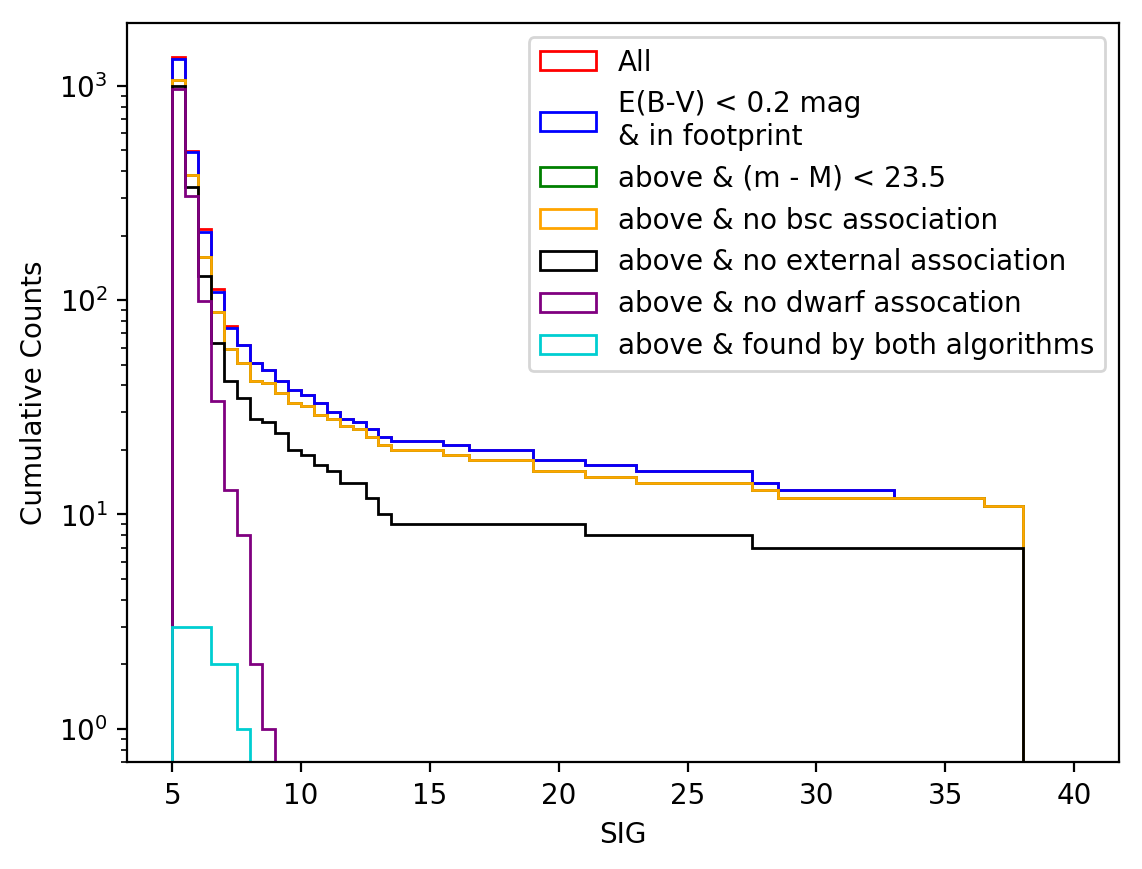 All
E(B-V) < 0.2 mag
& in footprint
above & (m - M) < 23.5
above & no bsc association
above & no external association
above & no dwarf assocation
above & found by both algorithms
Cumulative Counts
10³
10²
10¹
10⁰
5 10 15 20 25 30 35 40
SIG